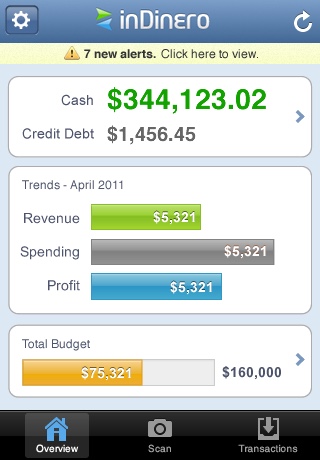 inDinero
7 new alerts. Click here to view.
Cash $344,123.02
Credit Debt $1,456.45
Trends - April 2011
Revenue $5,321
Spending $5,321
Profit $5,321
Total Budget
$75,321 $160,000
Overview Scan Transactions